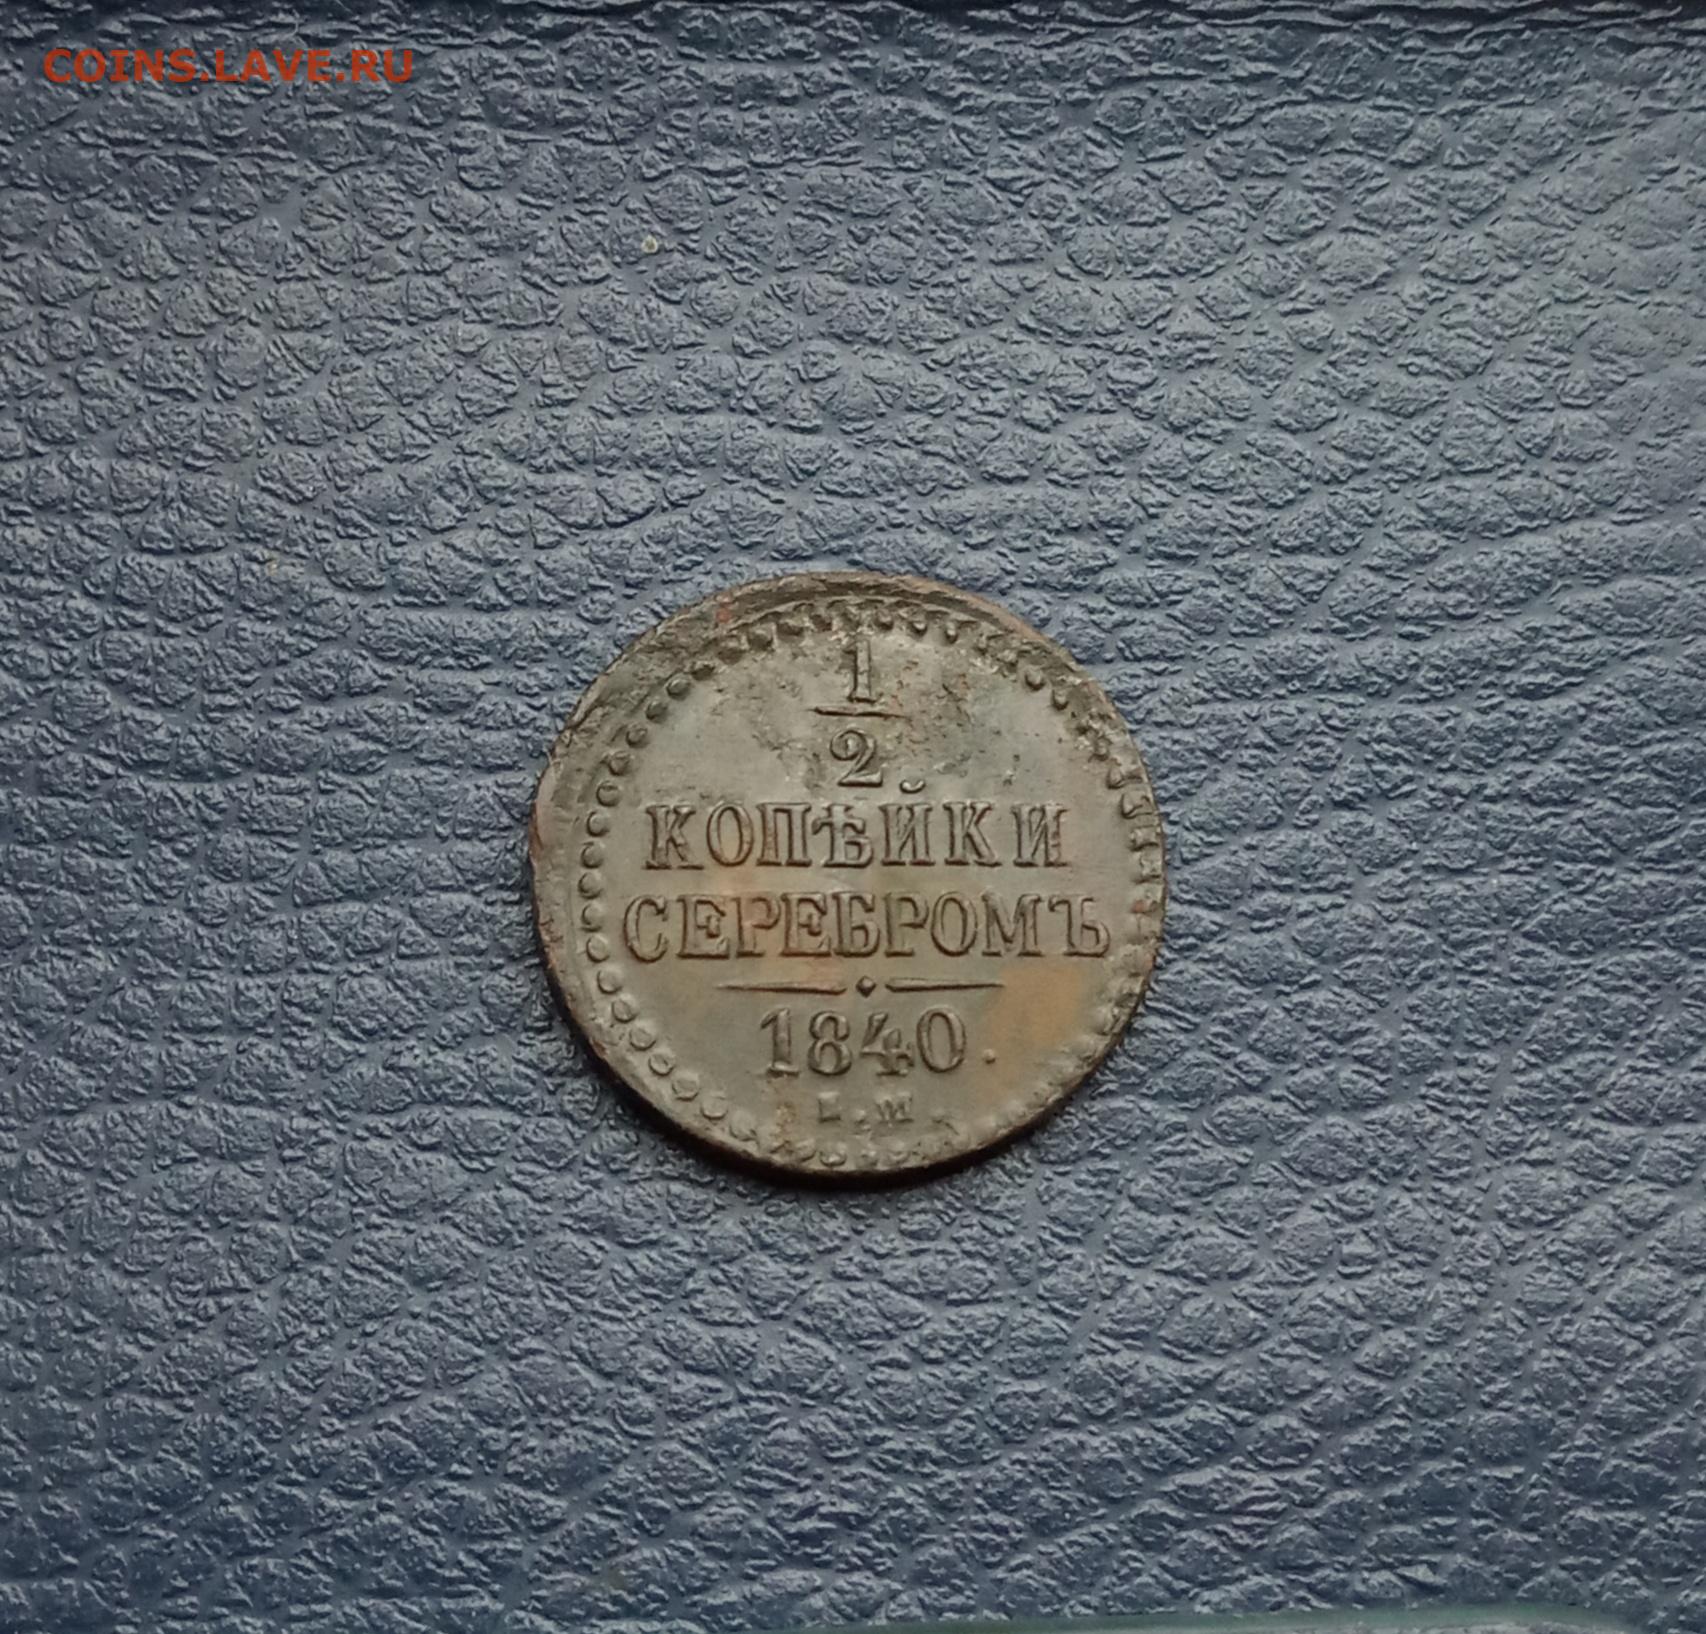 COINS.LAVE.RU
1
2
КОПѢЙКИ
СЕРЕБРОМЪ
1840.